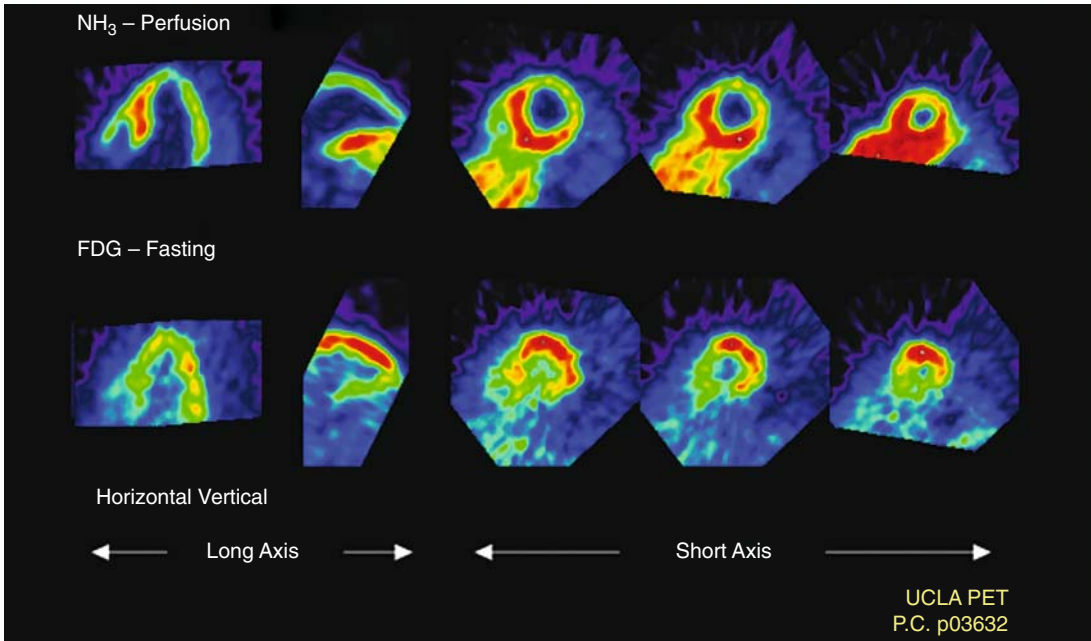 NH₃ – Perfusion
FDG – Fasting
Horizontal Vertical
Long Axis
Short Axis
UCLA PET
P.C. p03632